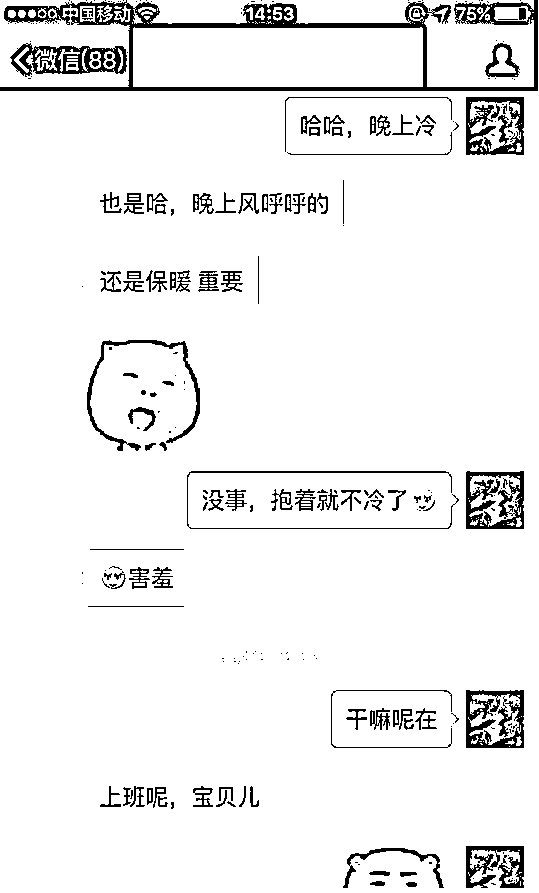 中国移动 14:53 75%
微信(88)
哈哈，晚上冷
也是哈，晚上风呼呼的
还是保暖 重要
没事，抱着就不冷了
害羞
干嘛呢在
上班呢，宝贝儿